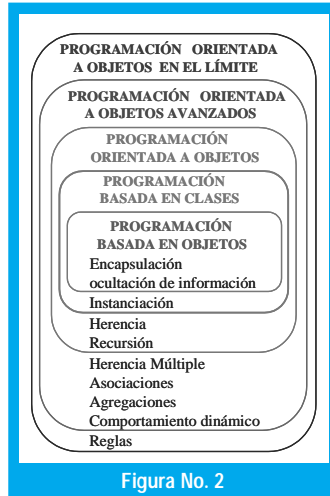 PROGRAMACIÓN ORIENTADA
A OBJETOS EN EL LÍMITE
PROGRAMACIÓN ORIENTADA
A OBJETOS AVANZADOS
PROGRAMACIÓN
ORIENTADA A OBJETOS
PROGRAMACIÓN
BASADA EN CLASES
PROGRAMACIÓN
BASADA EN OBJETOS
Encapsulación
ocultación de información
Instanciación
Herencia
Recursión
Herencia Múltiple
Asociaciones
Agregaciones
Comportamiento dinámico
Reglas
Figura No. 2